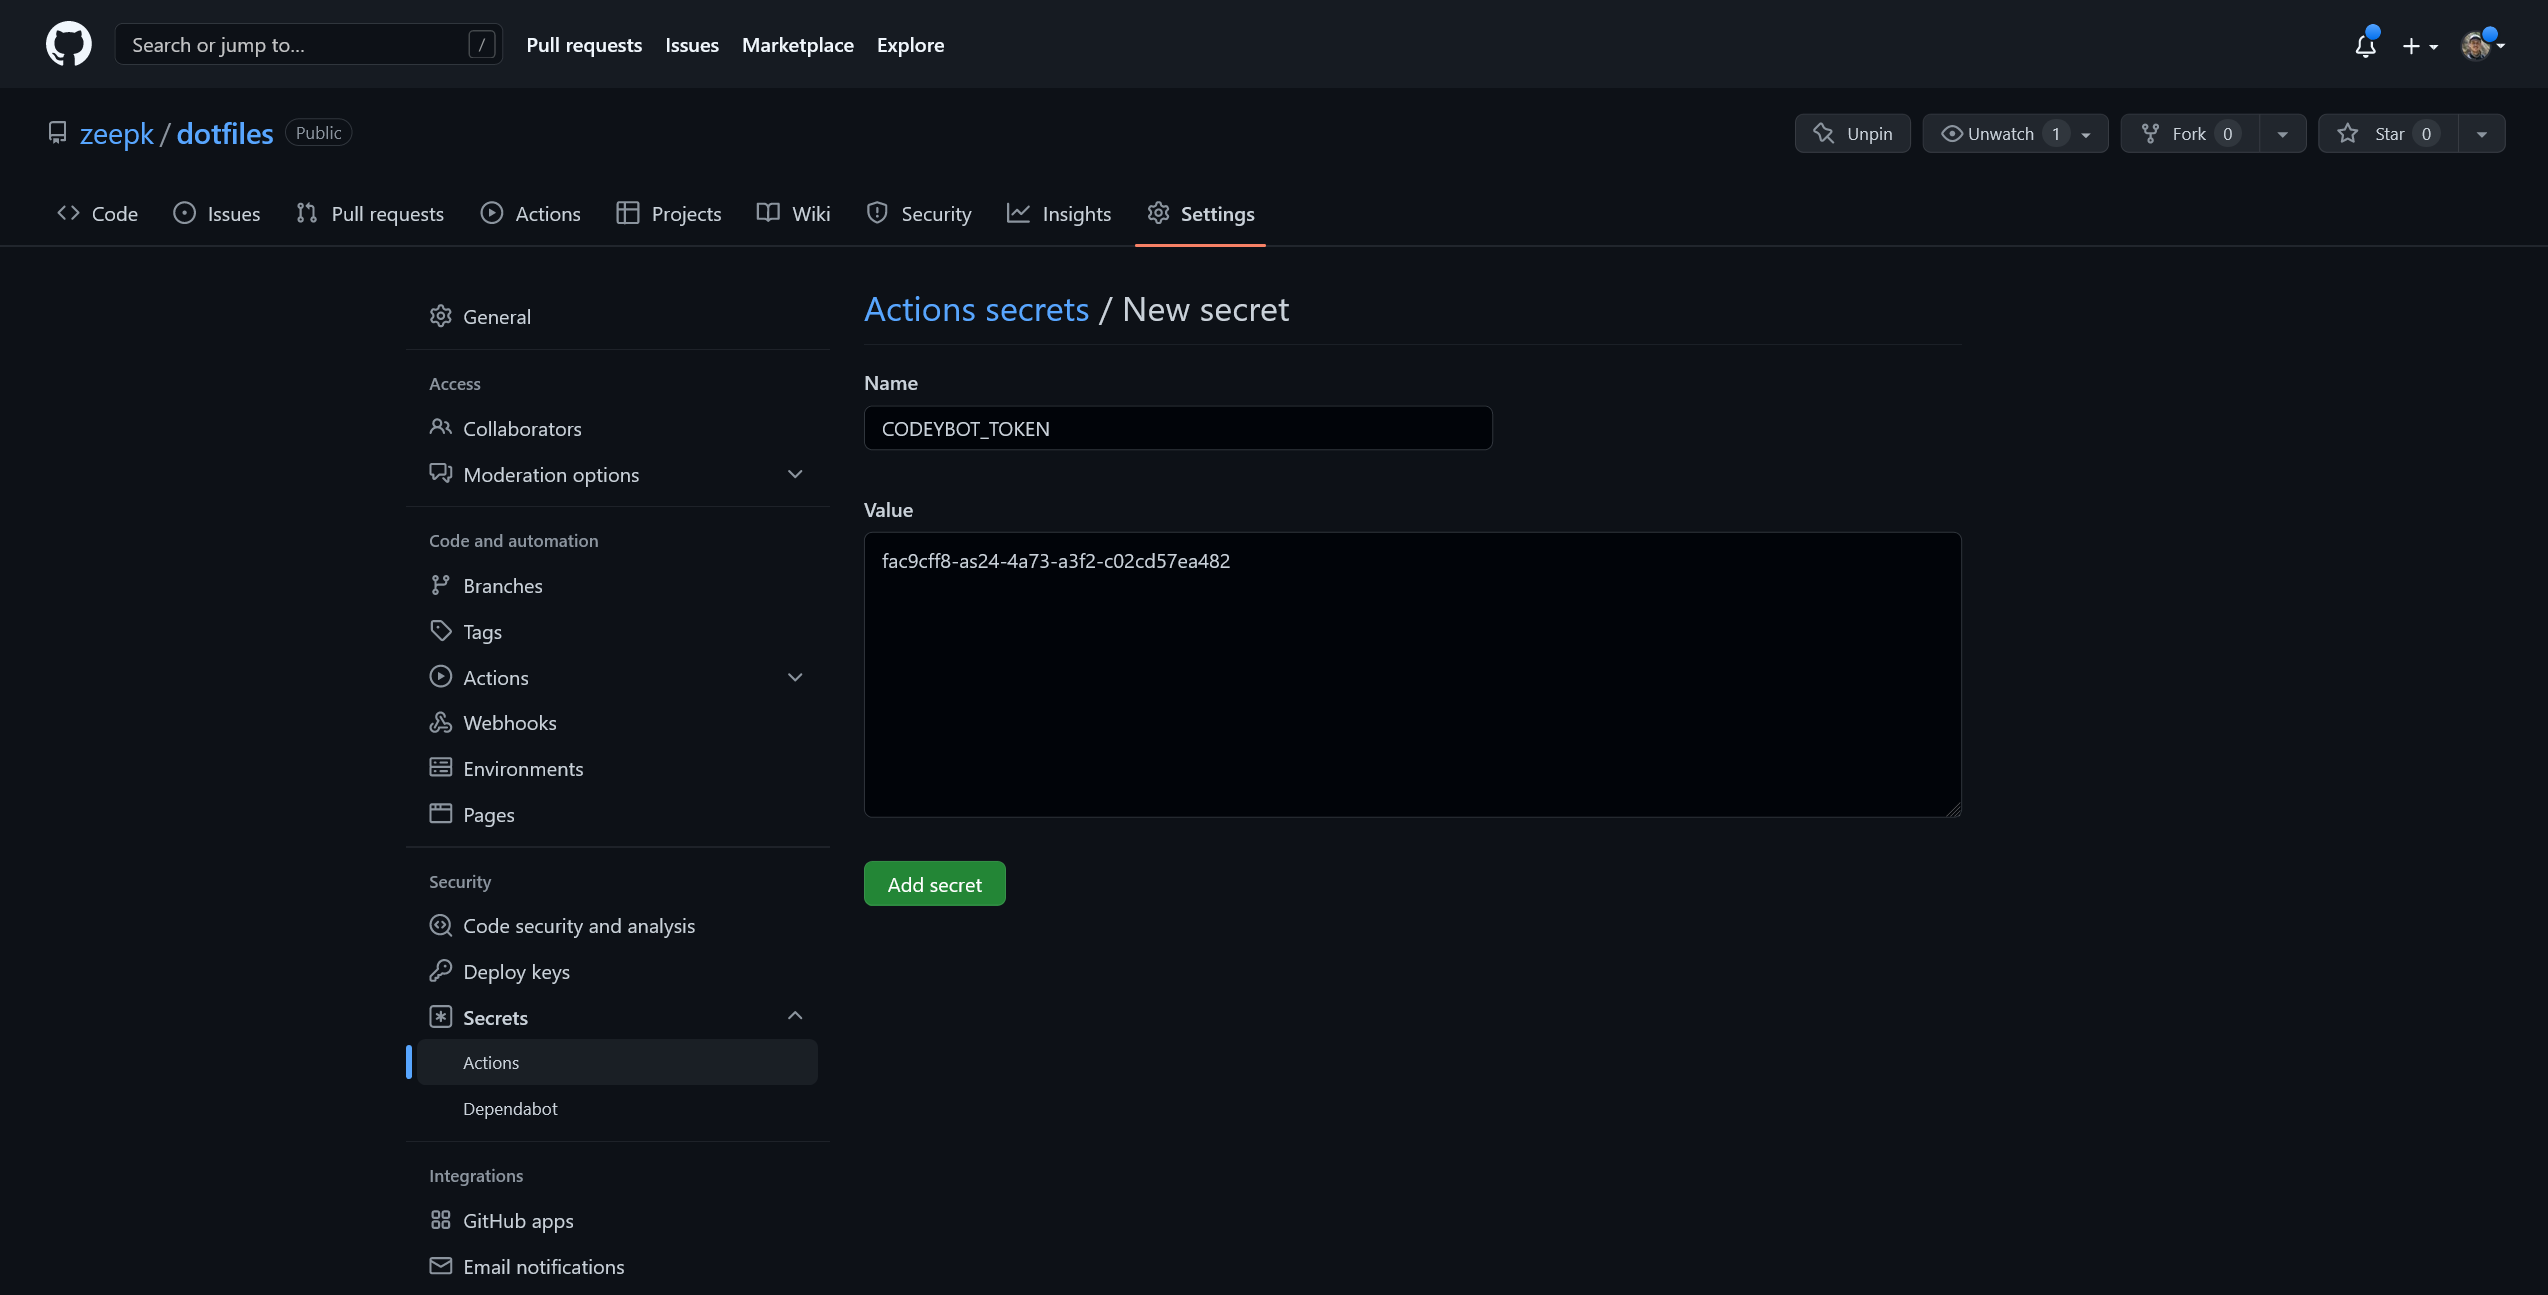 Search or jump to... /
Pull requests Issues Marketplace Explore
zeepk / dotfiles Public
Unpin Unwatch 1 Fork 0 Star 0
Code Issues Pull requests Actions Projects Wiki Security Insights Settings
General
Access
Collaborators
Moderation options
Code and automation
Branches
Tags
Actions
Webhooks
Environments
Pages
Security
Code security and analysis
Deploy keys
Secrets
Actions
Dependabot
Integrations
GitHub apps
Email notifications
Actions secrets / New secret
Name
CODEYBOT_TOKEN
Value
fac9cff8-as24-4a73-a3f2-c02cd57ea482
Add secret